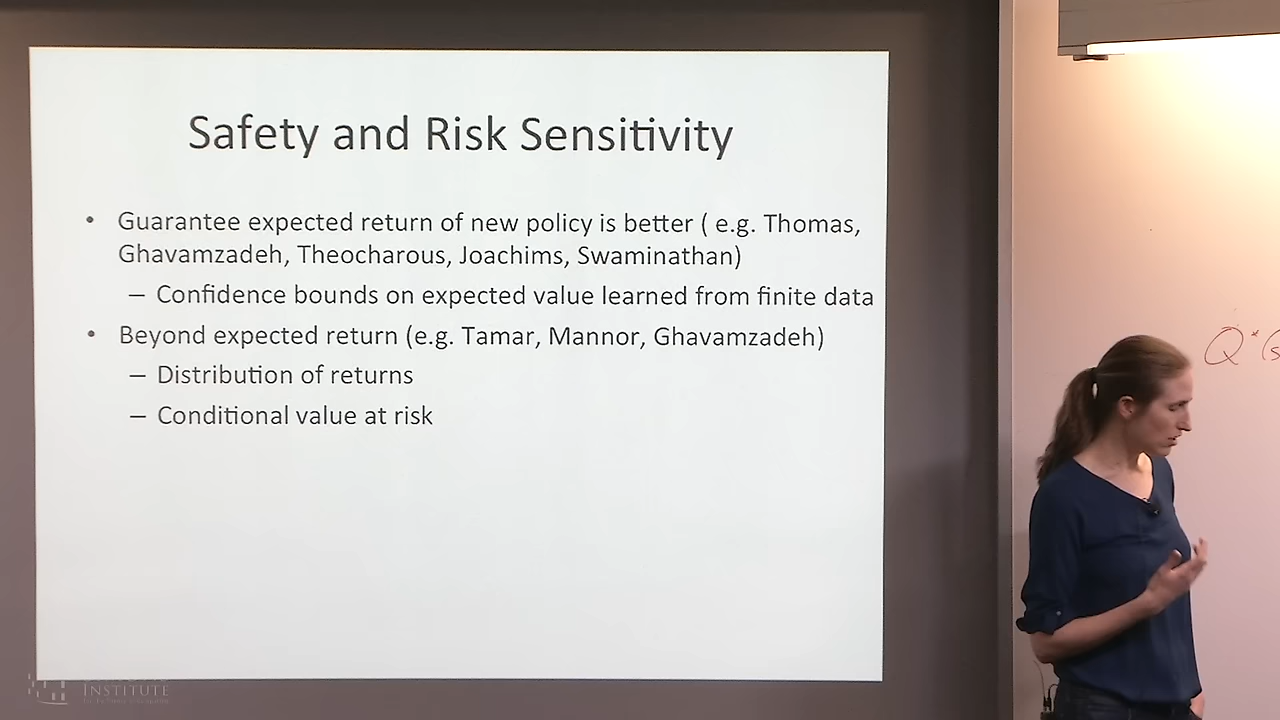 Safety and Risk Sensitivity
• Guarantee expected return of new policy is better ( e.g. Thomas,
Ghavamzadeh, Theocharous, Joachims, Swaminathan)
– Confidence bounds on expected value learned from finite data
• Beyond expected return (e.g. Tamar, Mannor, Ghavamzadeh)
– Distribution of returns
– Conditional value at risk
Q*(s
INSTITUTE